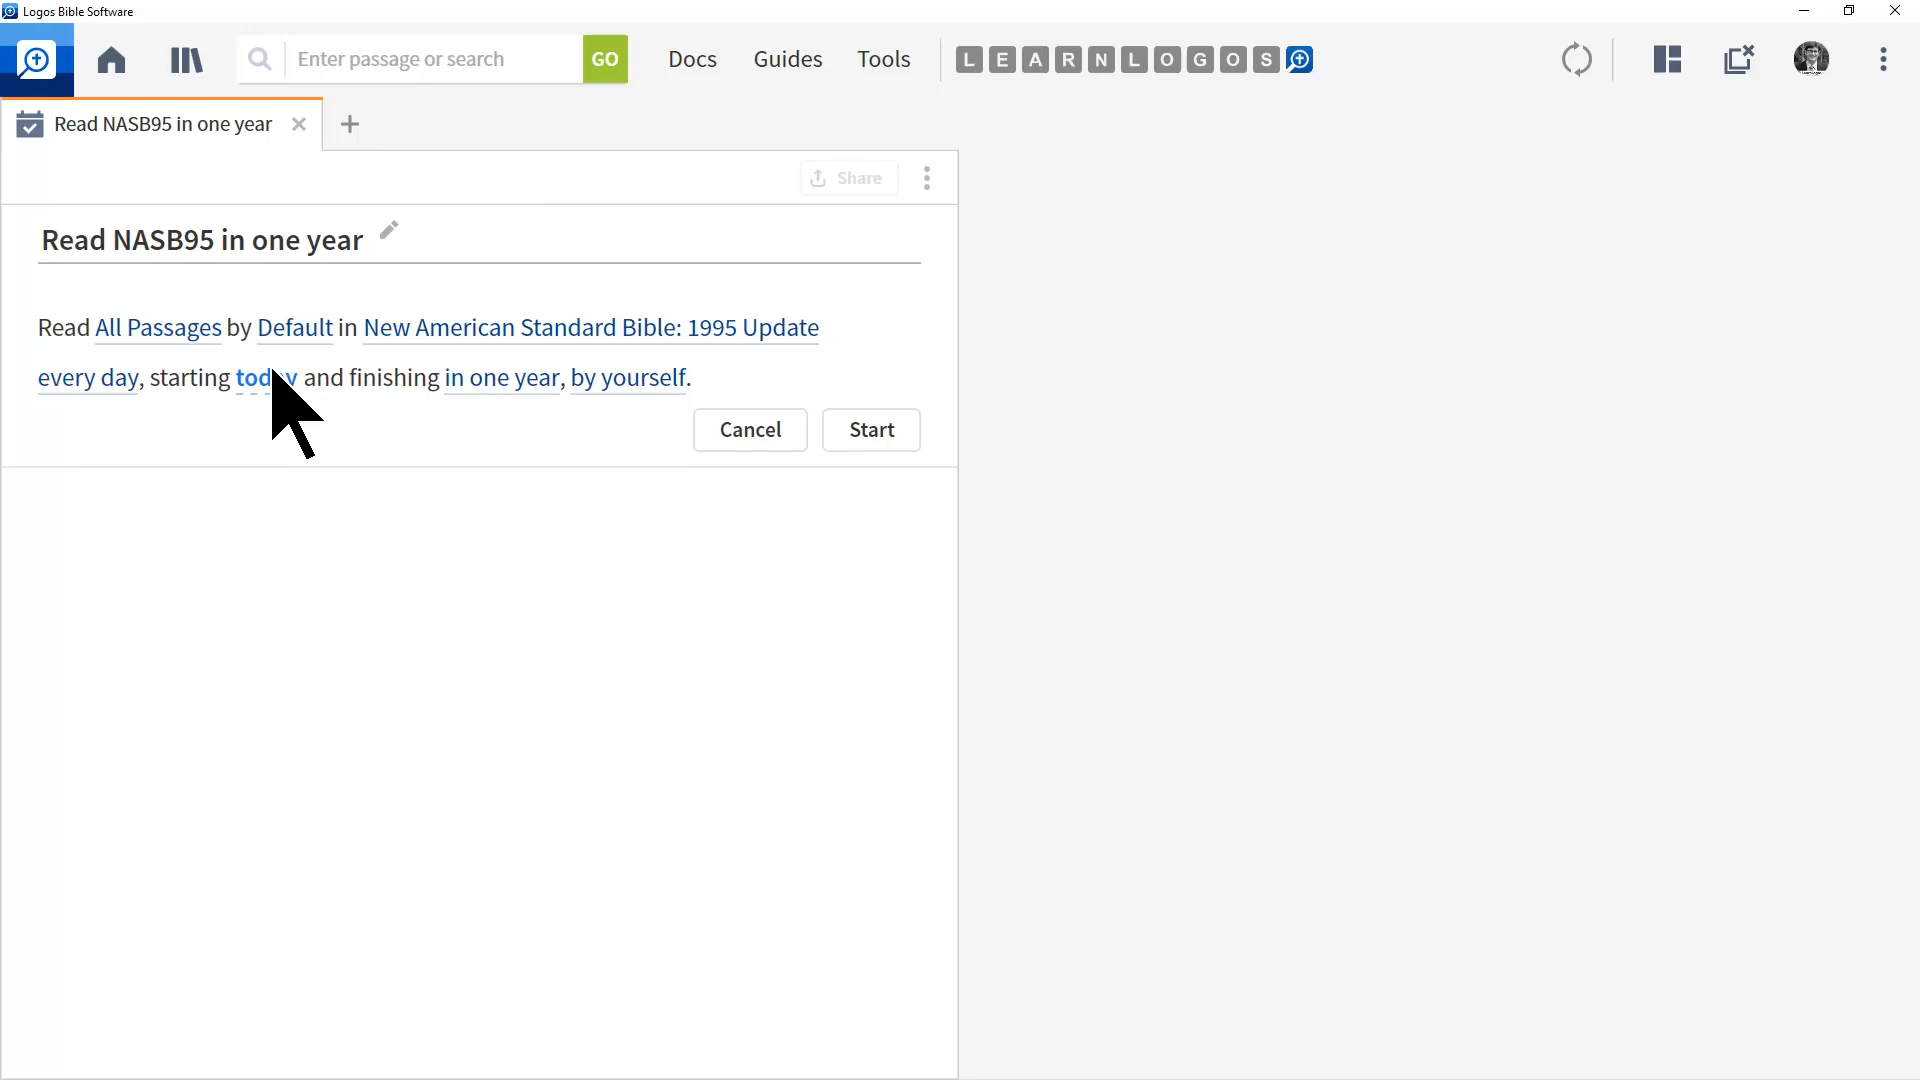 Logos Bible Software
Enter passage or search GO Docs Guides Tools LEARNLOGOS
Read NASB95 in one year
Share
Read NASB95 in one year
Read All Passages by Default in New American Standard Bible: 1995 Update
every day, starting today and finishing in one year, by yourself.
Cancel Start